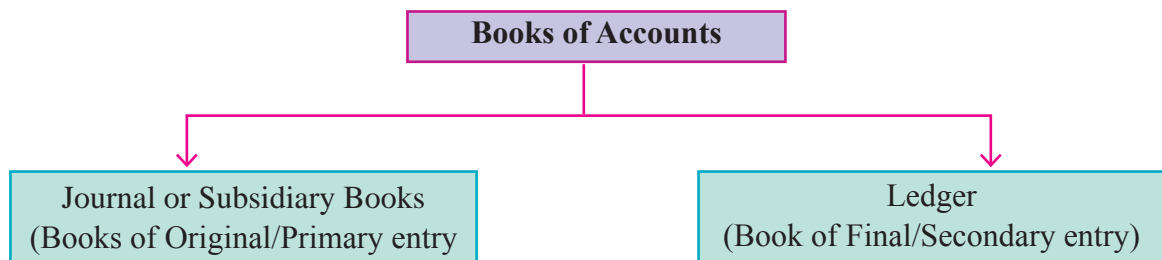 Books of Accounts
Journal or Subsidiary Books
(Books of Original/Primary entry
Ledger
(Book of Final/Secondary entry)